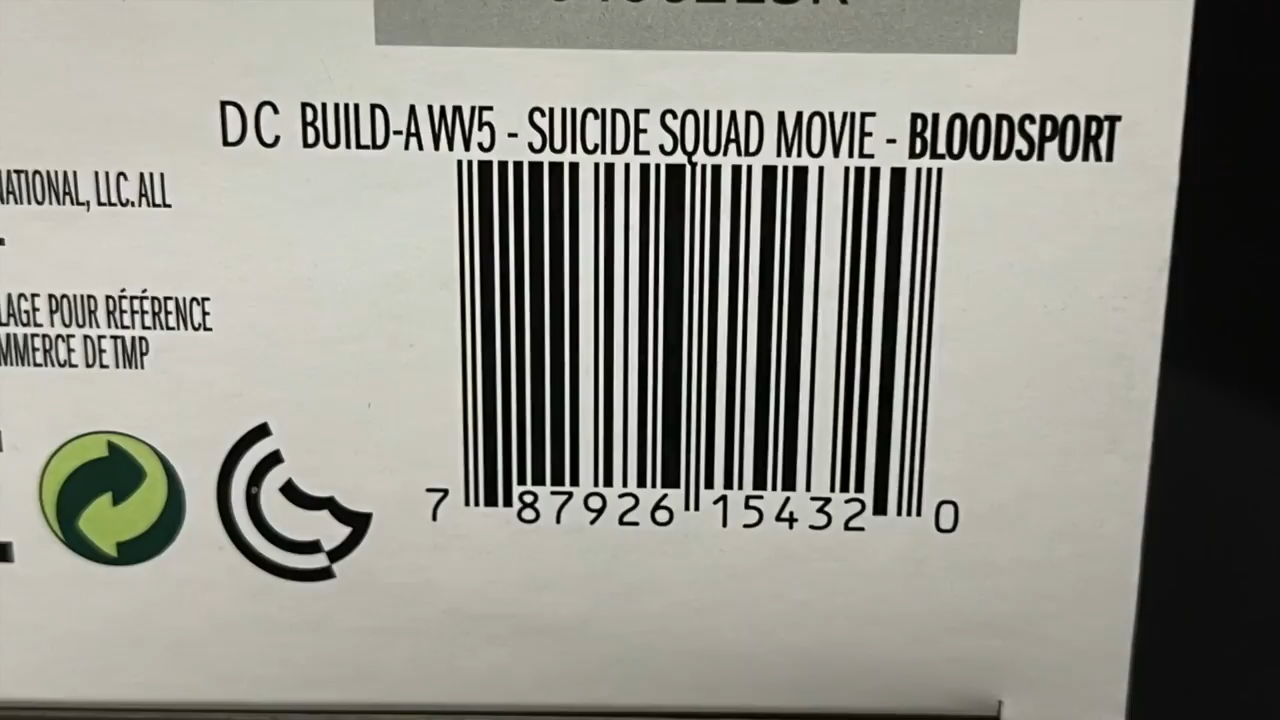 DC BUILD-A WV5 - SUICIDE SQUAD MOVIE - BLOODSPORT
NATIONAL, LLC. ALL
LAGE POUR RÉFÉRENCE
MMERCE DE TMP
7 87926 15432 0